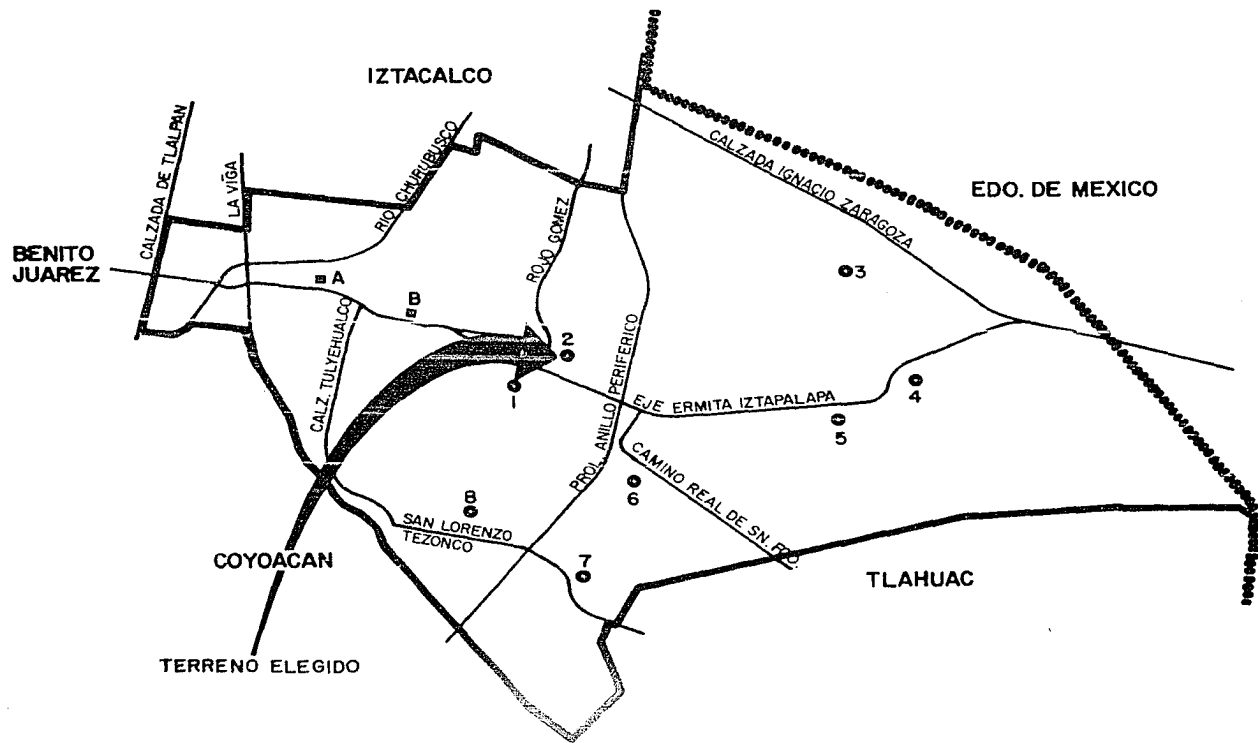 IZTACALCO
CALZADA DE TLALPAN
LA VIGA
RIO CHURUBUSCO
CALZADA IGNACIO ZARAGOZA
EDO. DE MEXICO
BENITO
JUAREZ
ROJO GOMEZ
A
B
3
CALZ. TULYEHUALCO
2
1
PROL. ANILLO PERIFERICO
EJE ERMITA IZTAPALAPA
4
5
CAMINO REAL DE SN. FCO.
6
8
SAN LORENZO
TEZONCO
COYOACAN
7
TLAHUAC
TERRENO ELEGIDO